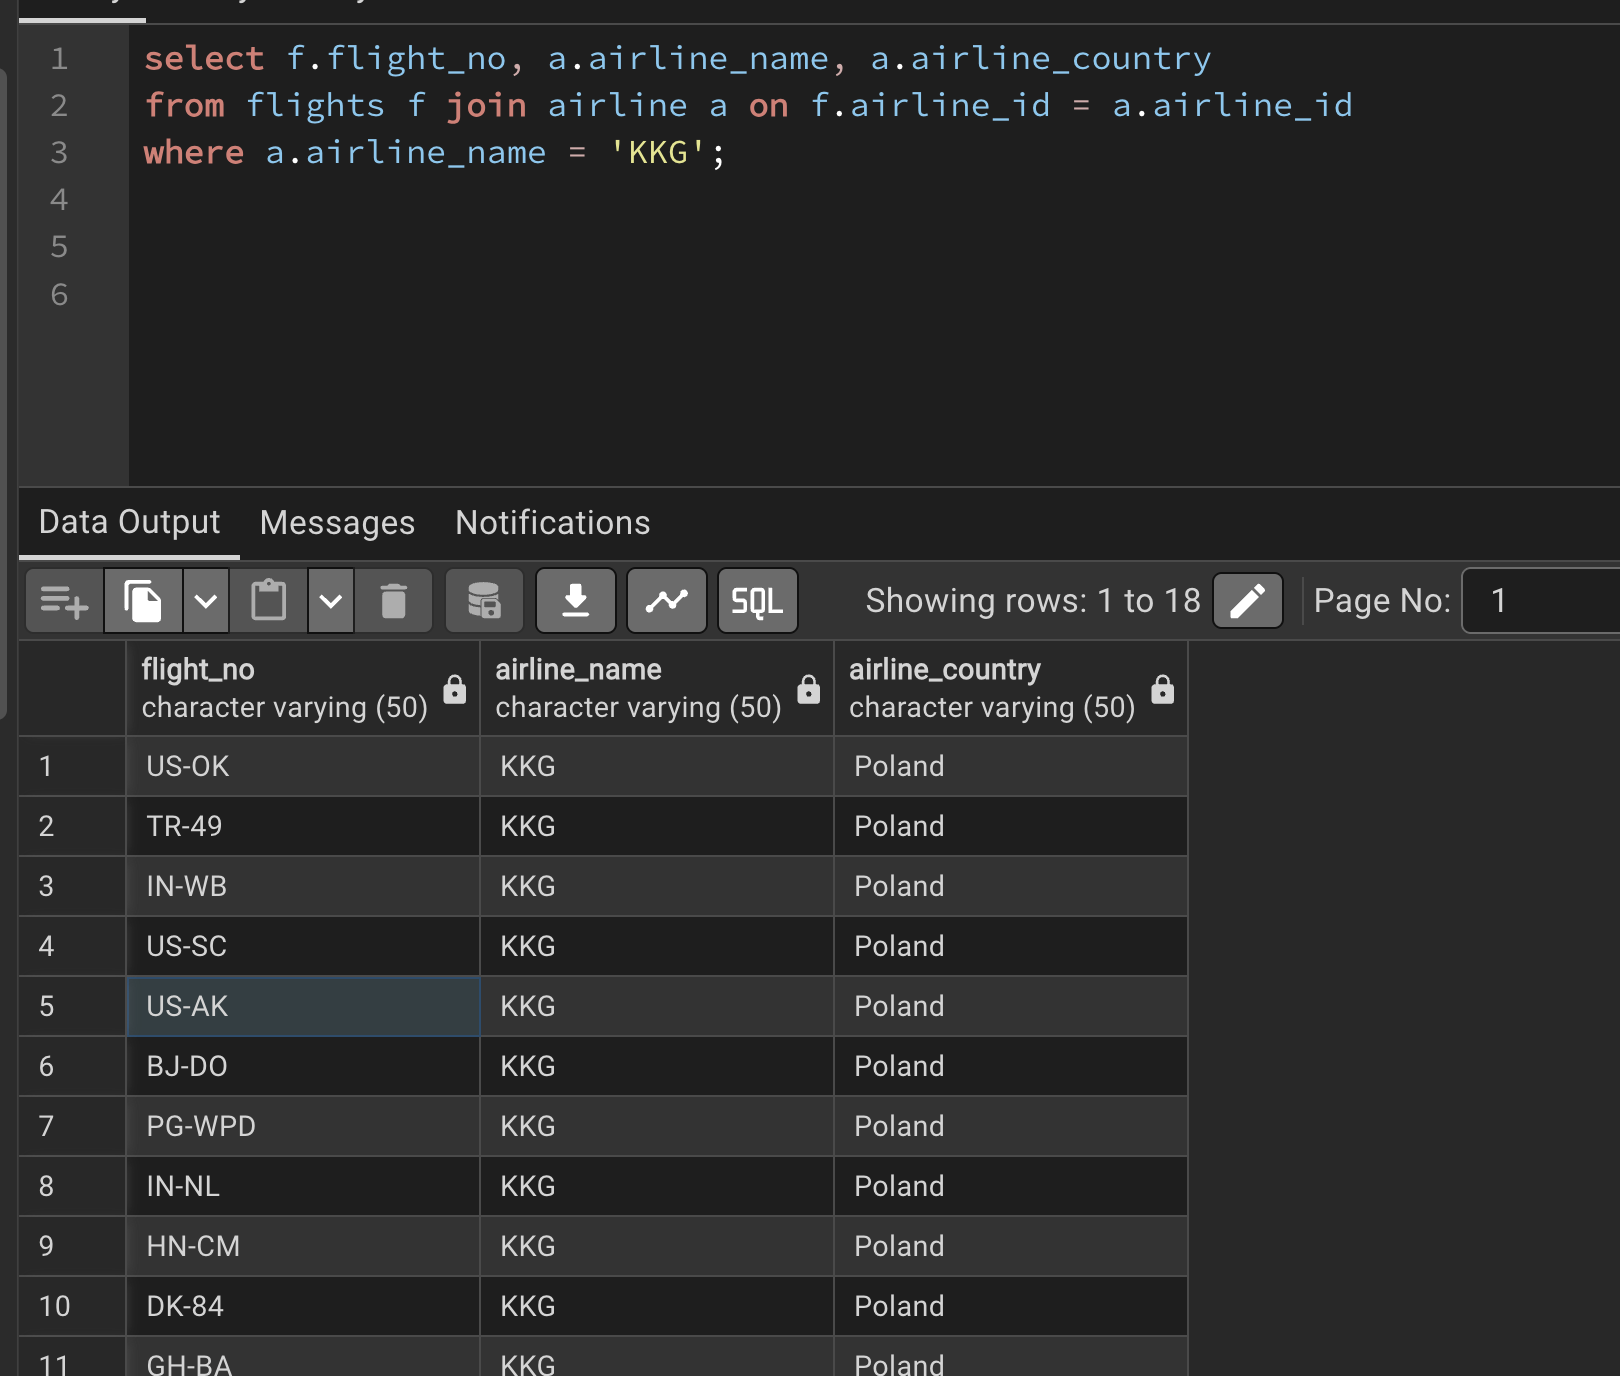 1 select f.flight_no, a.airline_name, a.airline_country
2 from flights f join airline a on f.airline_id = a.airline_id
3 where a.airline_name = 'KKG';
4
5
6
Data Output Messages Notifications
SQL Showing rows: 1 to 18 Page No: 1
flight_no airline_name airline_country
character varying (50) character varying (50) character varying (50)
1 US-OK KKG Poland
2 TR-49 KKG Poland
3 IN-WB KKG Poland
4 US-SC KKG Poland
5 US-AK KKG Poland
6 BJ-DO KKG Poland
7 PG-WPD KKG Poland
8 IN-NL KKG Poland
9 HN-CM KKG Poland
10 DK-84 KKG Poland
11 GH-BA KKG Poland